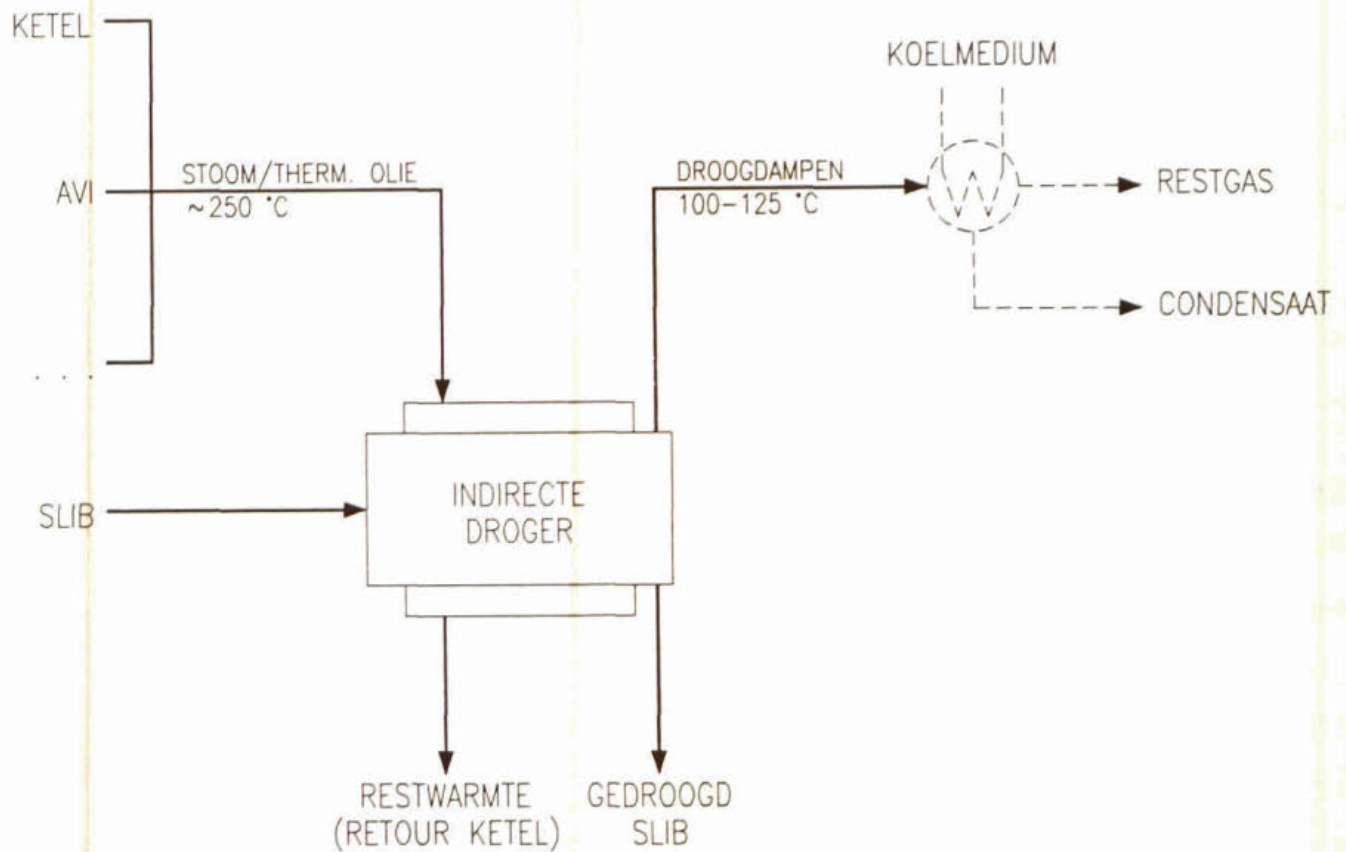 KETEL
KOELMEDIUM
AVI
STOOM/THERM. OLIE
~250 °C
DROOGDAMPEN
100-125 °C
RESTGAS
CONDENSAAT
. . .
SLIB
INDIRECTE
DROGER
RESTWARMTE
(RETOUR KETEL)
GEDROOGD
SLIB